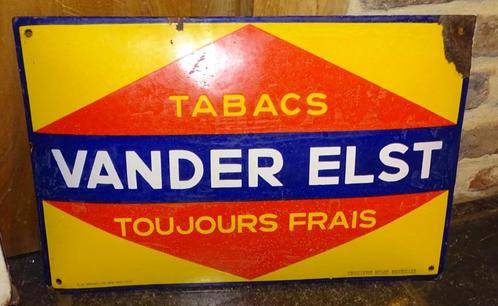 TABACS
VANDER ELST
TOUJOURS FRAIS